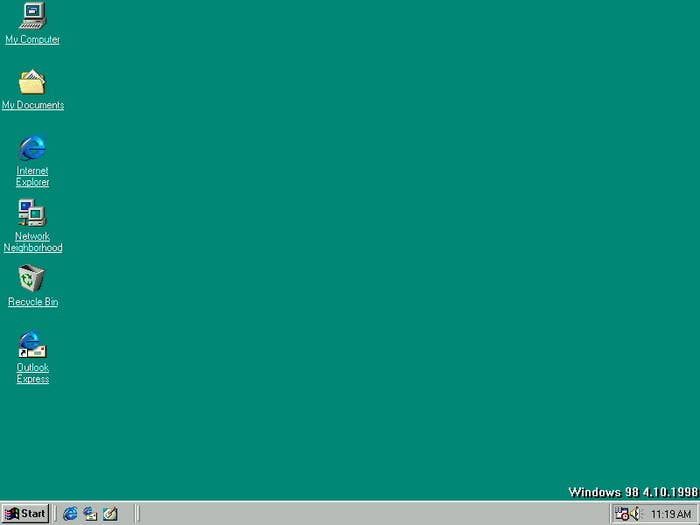 My Computer
My Documents
Internet
Explorer
Network
Neighborhood
Recycle Bin
Outlook
Express
Windows 98 4.10.1998
Start
11:19 AM